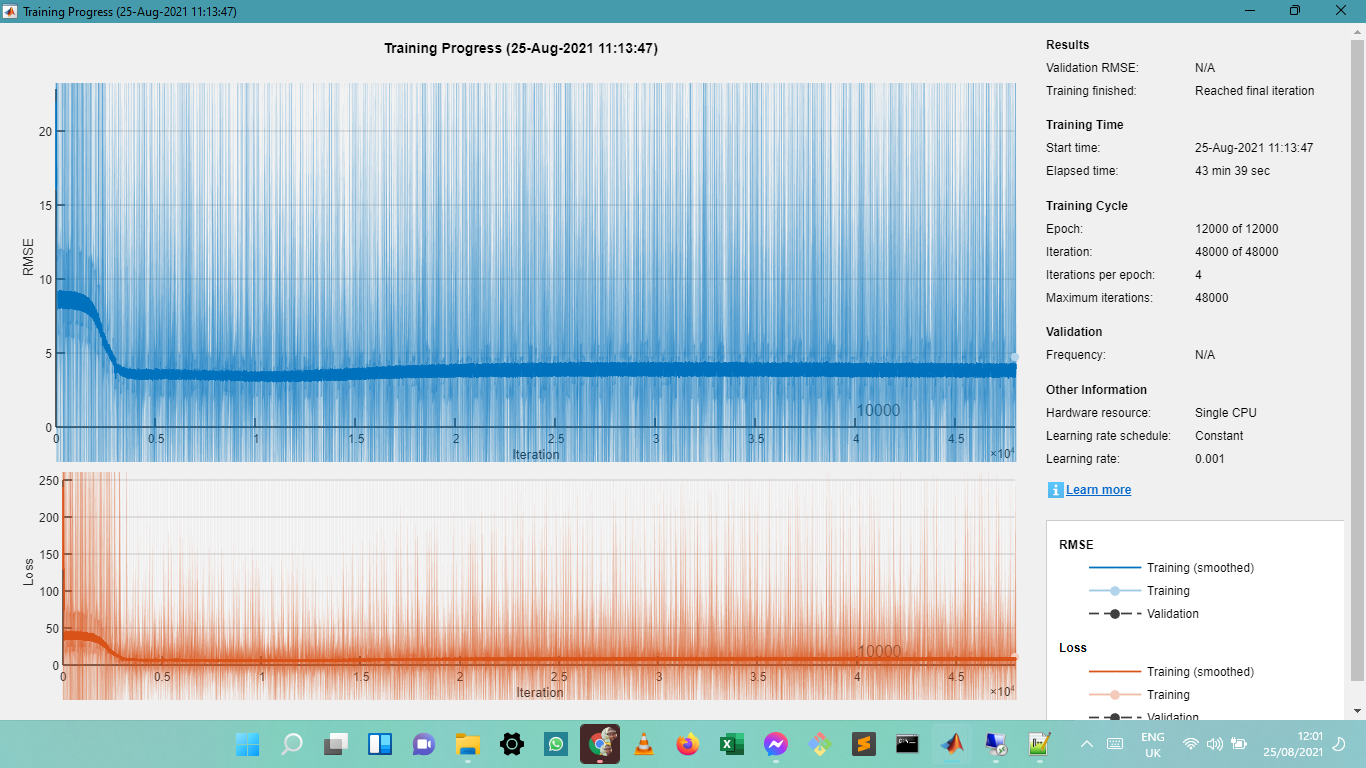 Training Progress (25-Aug-2021 11:13:47)
Training Progress (25-Aug-2021 11:13:47)
RMSE
20
15
10
5
0
0 0.5 1 1.5 2 2.5 3 3.5 4 4.5
10000
Iteration
×10⁴
Loss
250
200
150
100
50
0
0 0.5 1 1.5 2 2.5 3 3.5 4 4.5
10000
Iteration
×10⁴
Results
Validation RMSE: N/A
Training finished: Reached final iteration
Training Time
Start time: 25-Aug-2021 11:13:47
Elapsed time: 43 min 39 sec
Training Cycle
Epoch: 12000 of 12000
Iteration: 48000 of 48000
Iterations per epoch: 4
Maximum iterations: 48000
Validation
Frequency: N/A
Other Information
Hardware resource: Single CPU
Learning rate schedule: Constant
Learning rate: 0.001
i Learn more
RMSE
Training (smoothed)
Training
Validation
Loss
Training (smoothed)
Training
Validation
ENG
UK
12:01
25/08/2021